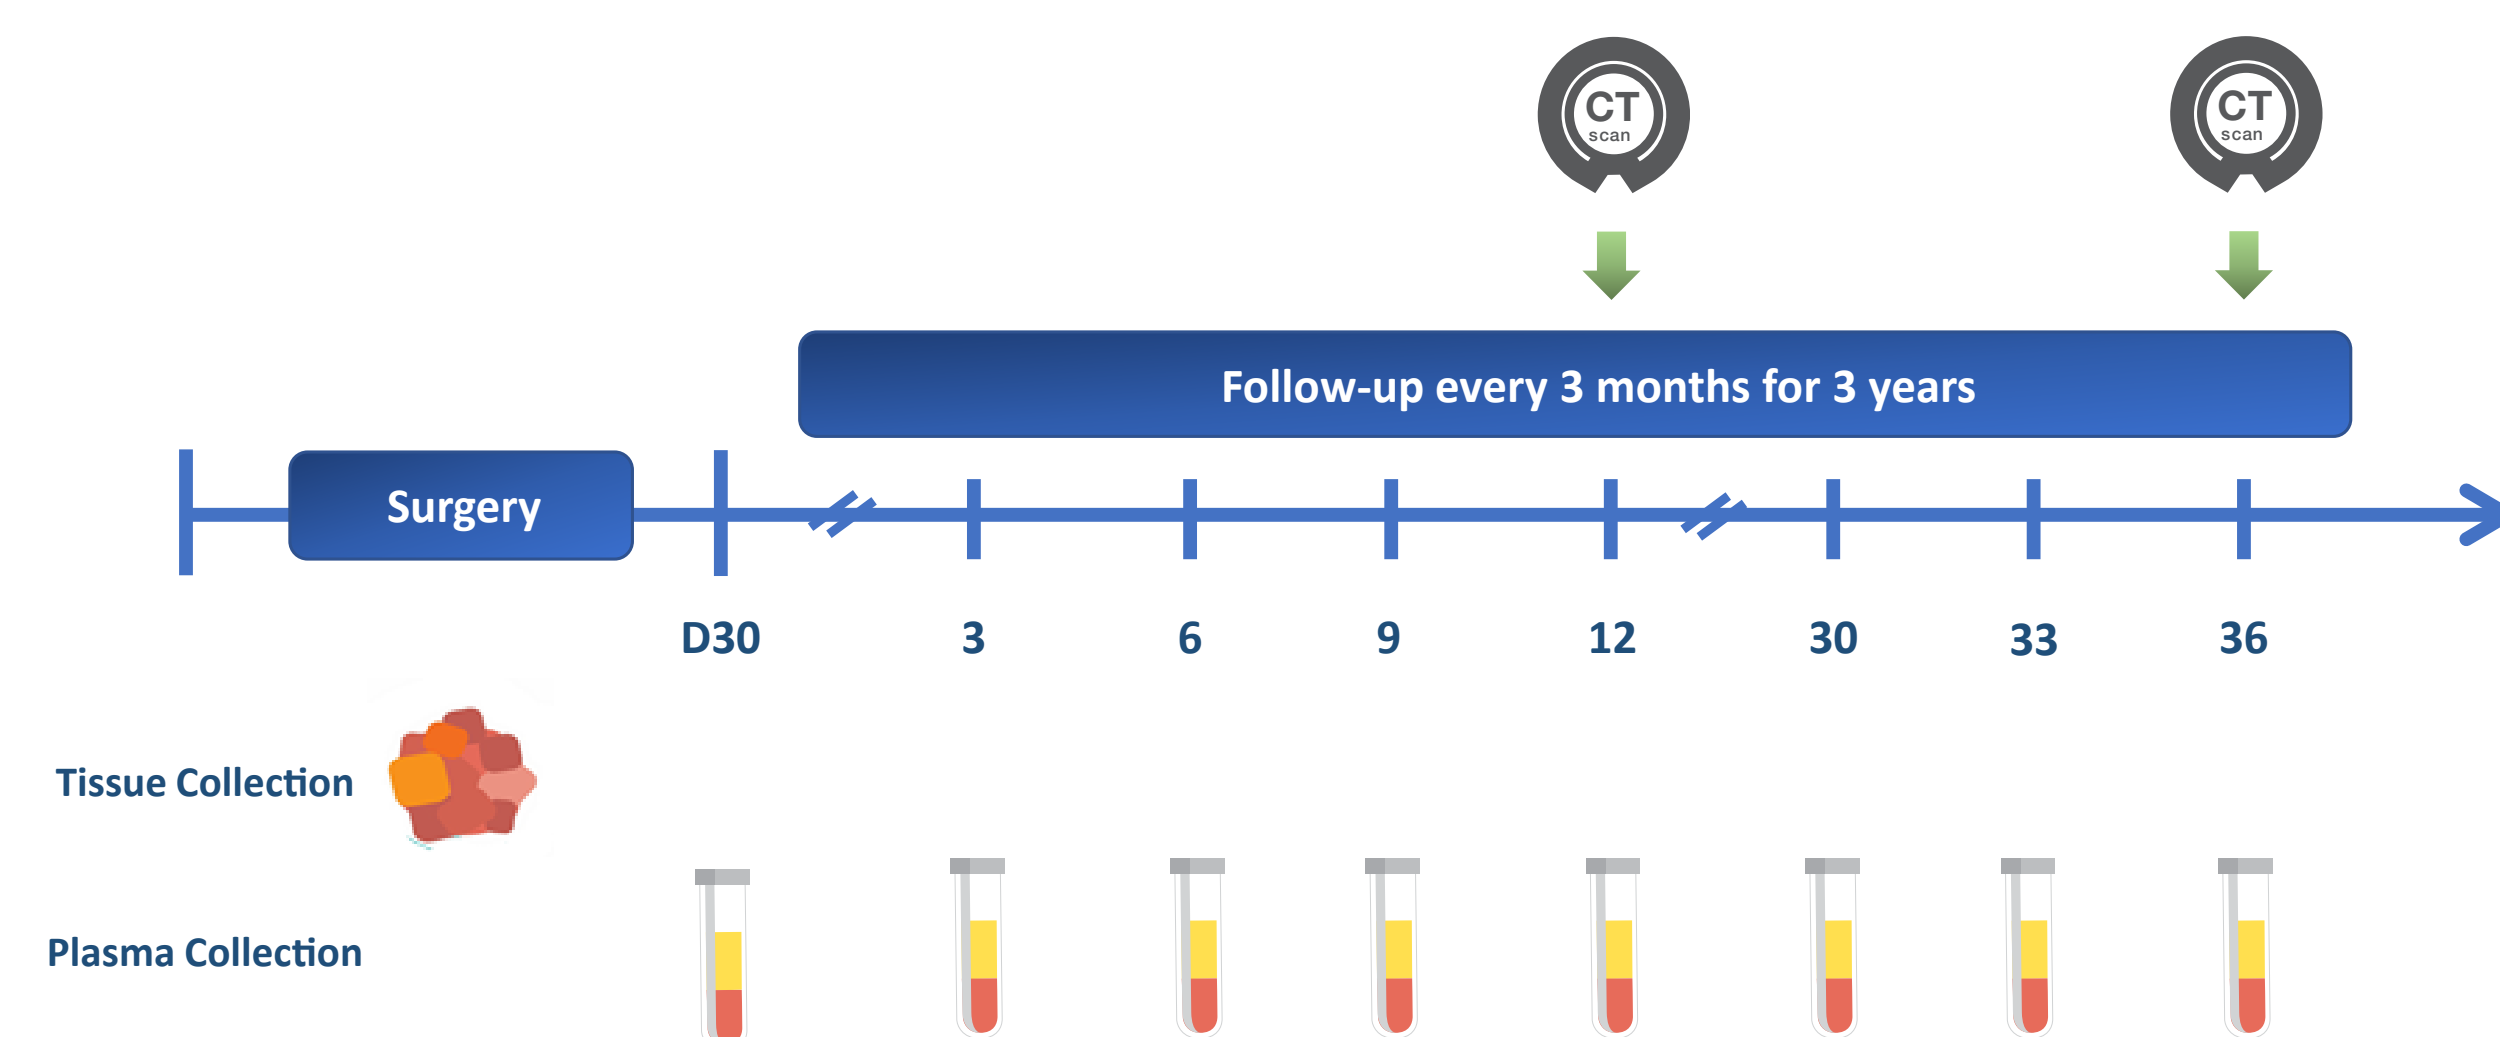 CT
scan
CT
scan
Follow-up every 3 months for 3 years
Surgery
D30 3 6 9 12 30 33 36
Tissue Collection
Plasma Collection